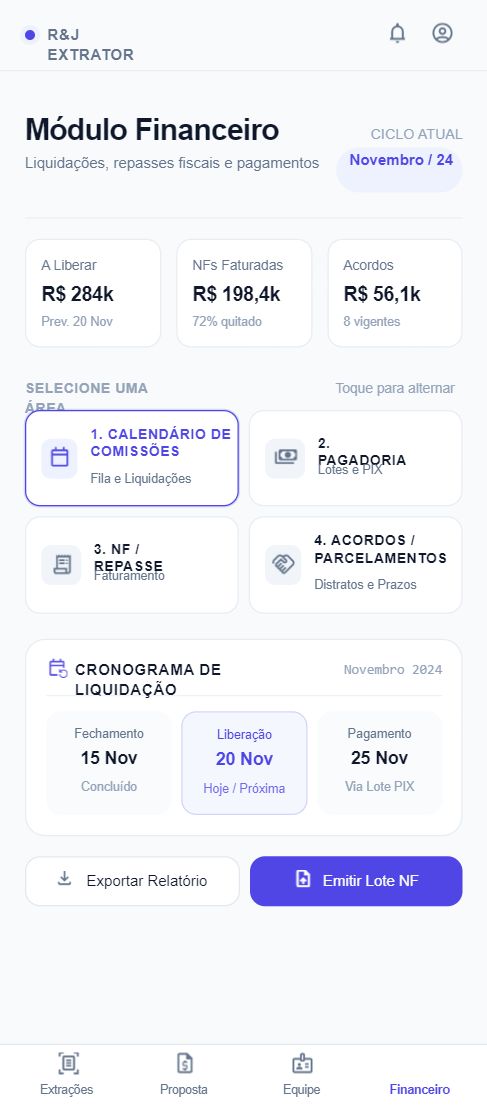 R&J
EXTRATOR
Módulo Financeiro
Liquidações, repasses fiscais e pagamentos
CICLO ATUAL
Novembro / 24
A Liberar
R$ 284k
Prev. 20 Nov
NFs Faturadas
R$ 198,4k
72% quitado
Acordos
R$ 56,1k
8 vigentes
SELECIONE UMA
ÁREA
Toque para alternar
1. CALENDÁRIO DE
COMISSÕES
Fila e Liquidações
2.
PAGADORIA
Lotes e PIX
3. NF /
REPASSE
Faturamento
4. ACORDOS /
PARCELAMENTOS
Distratos e Prazos
CRONOGRAMA DE
LIQUIDAÇÃO
Novembro 2024
Fechamento
15 Nov
Concluído
Liberação
20 Nov
Hoje / Próxima
Pagamento
25 Nov
Via Lote PIX
Exportar Relatório
Emitir Lote NF
Extrações
Proposta
Equipe
Financeiro